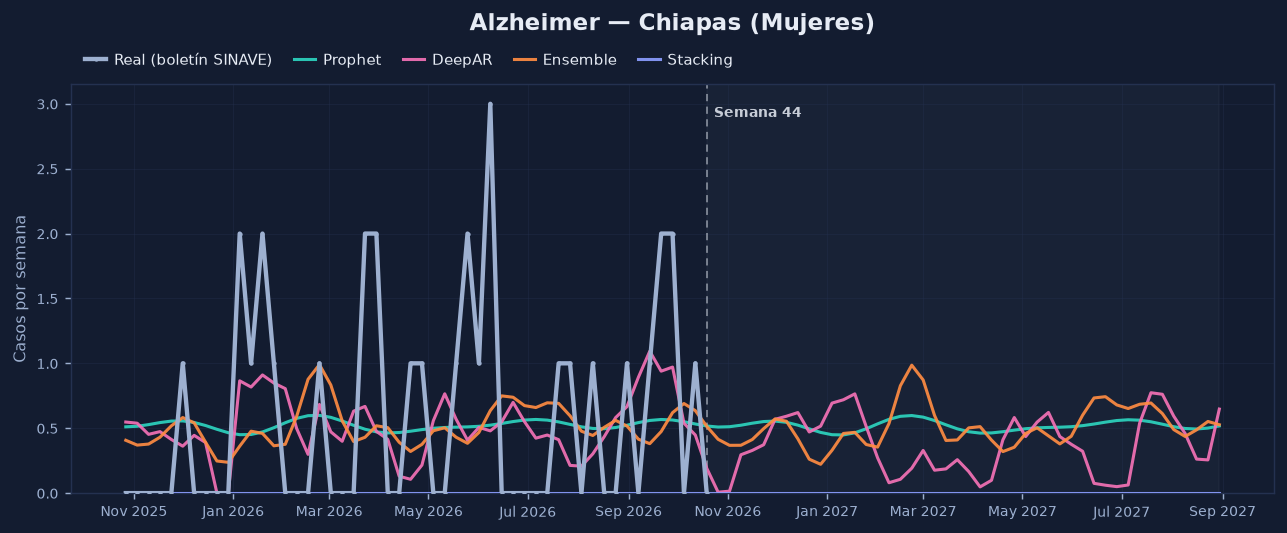 Alzheimer — Chiapas (Mujeres)
Real (boletín SINAVE) Prophet DeepAR Ensemble Stacking
Semana 44
Casos por semana
3.0
2.5
2.0
1.5
1.0
0.5
0.0
Nov 2025 Jan 2026 Mar 2026 May 2026 Jul 2026 Sep 2026 Nov 2026 Jan 2027 Mar 2027 May 2027 Jul 2027 Sep 2027